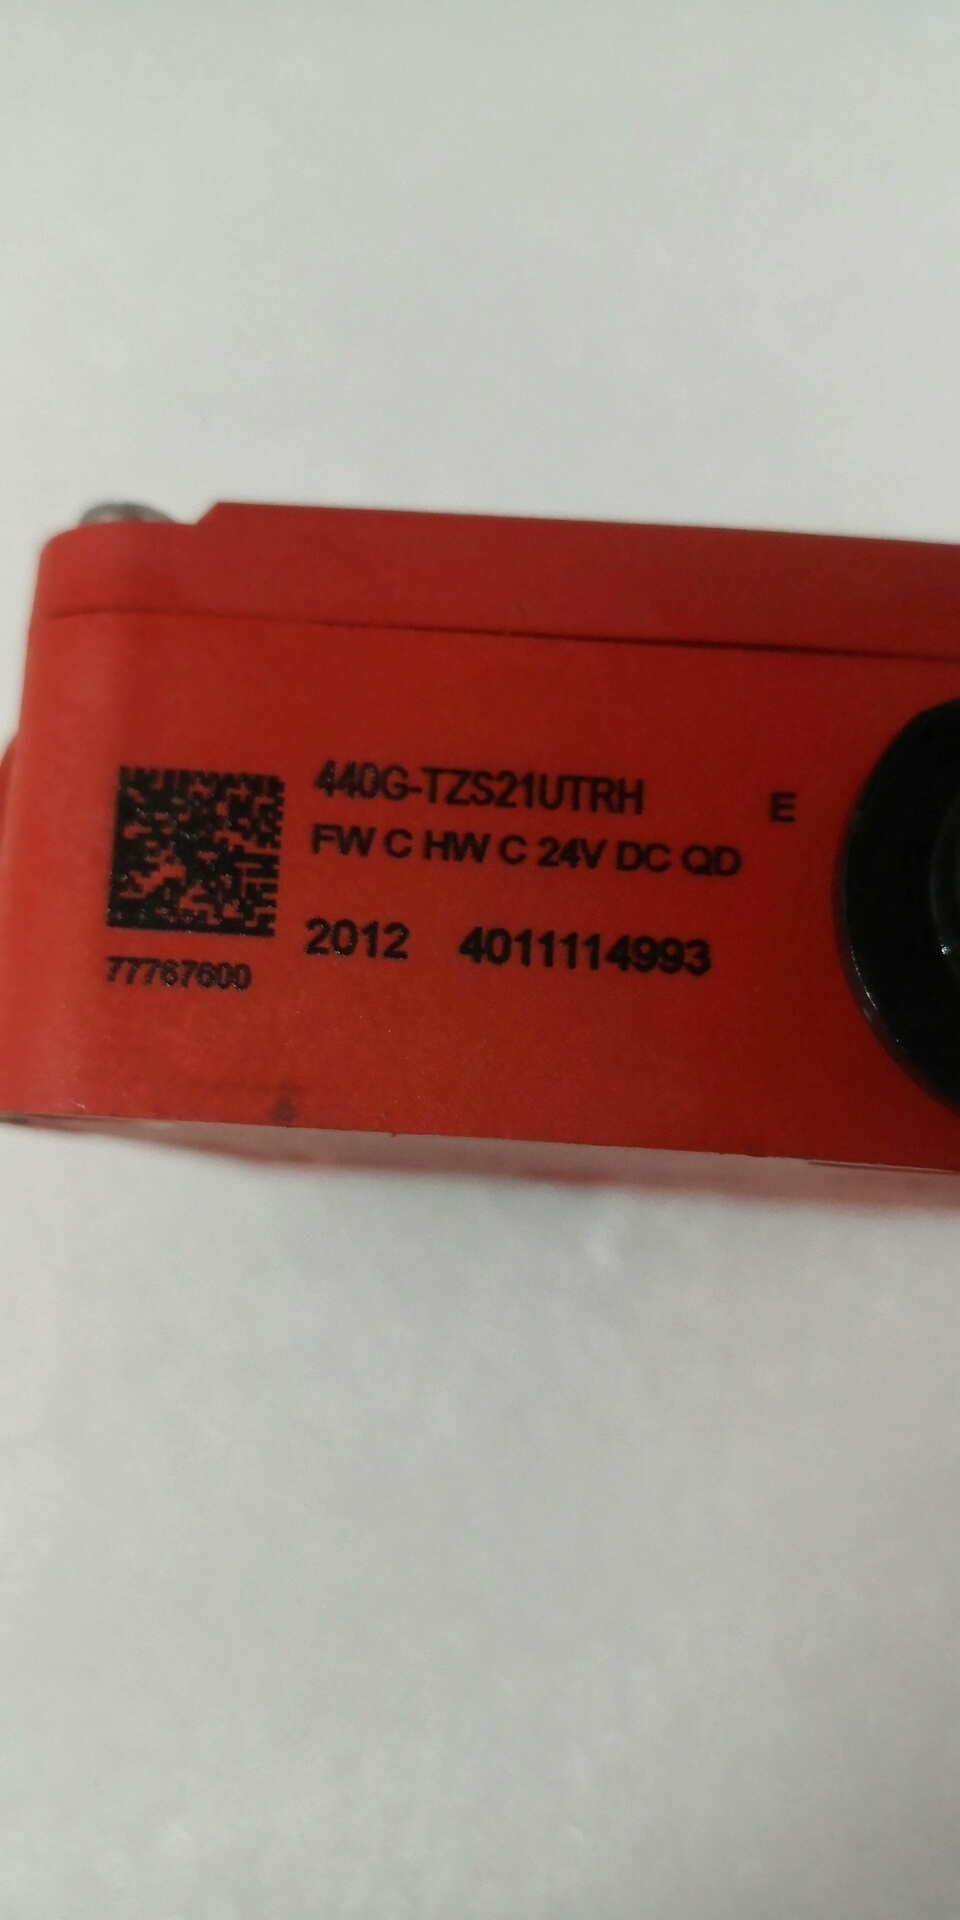 440G-TZS21UTRH E
FW C HW C 24V DC QD
2012 4011114993
77767600